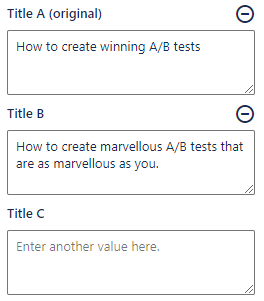 Title A (original)
How to create winning A/B tests
Title B
How to create marvellous A/B tests that
are as marvellous as you.
Title C
Enter another value here.